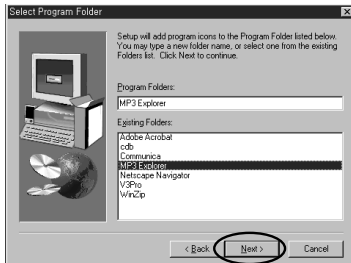 Select Program Folder
Setup will add program icons to the Program Folder listed below.
You may type a new folder name, or select one from the existing
Folders list. Click Next to continue.
Program Folders:
MP3 Explorer
Existing Folders:
Adobe Acrobat
cdb
Communica
MP3 Explorer
Netscape Navigator
V3Pro
WinZip
< Back
Next >
Cancel